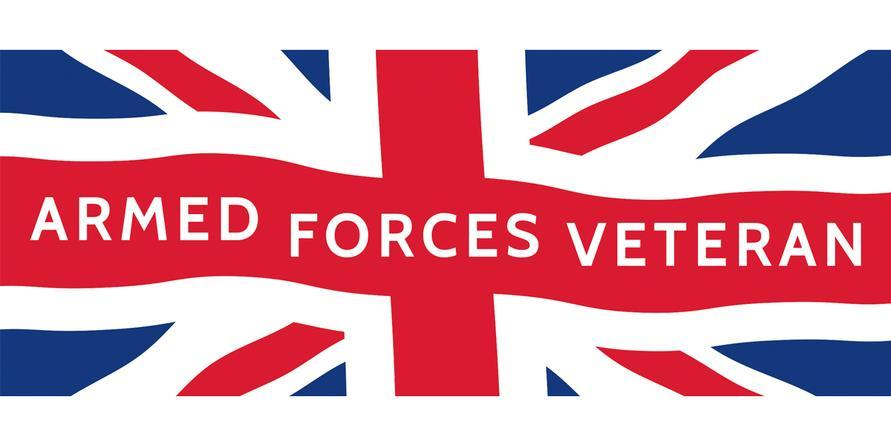 ARMED FORCES VETERAN